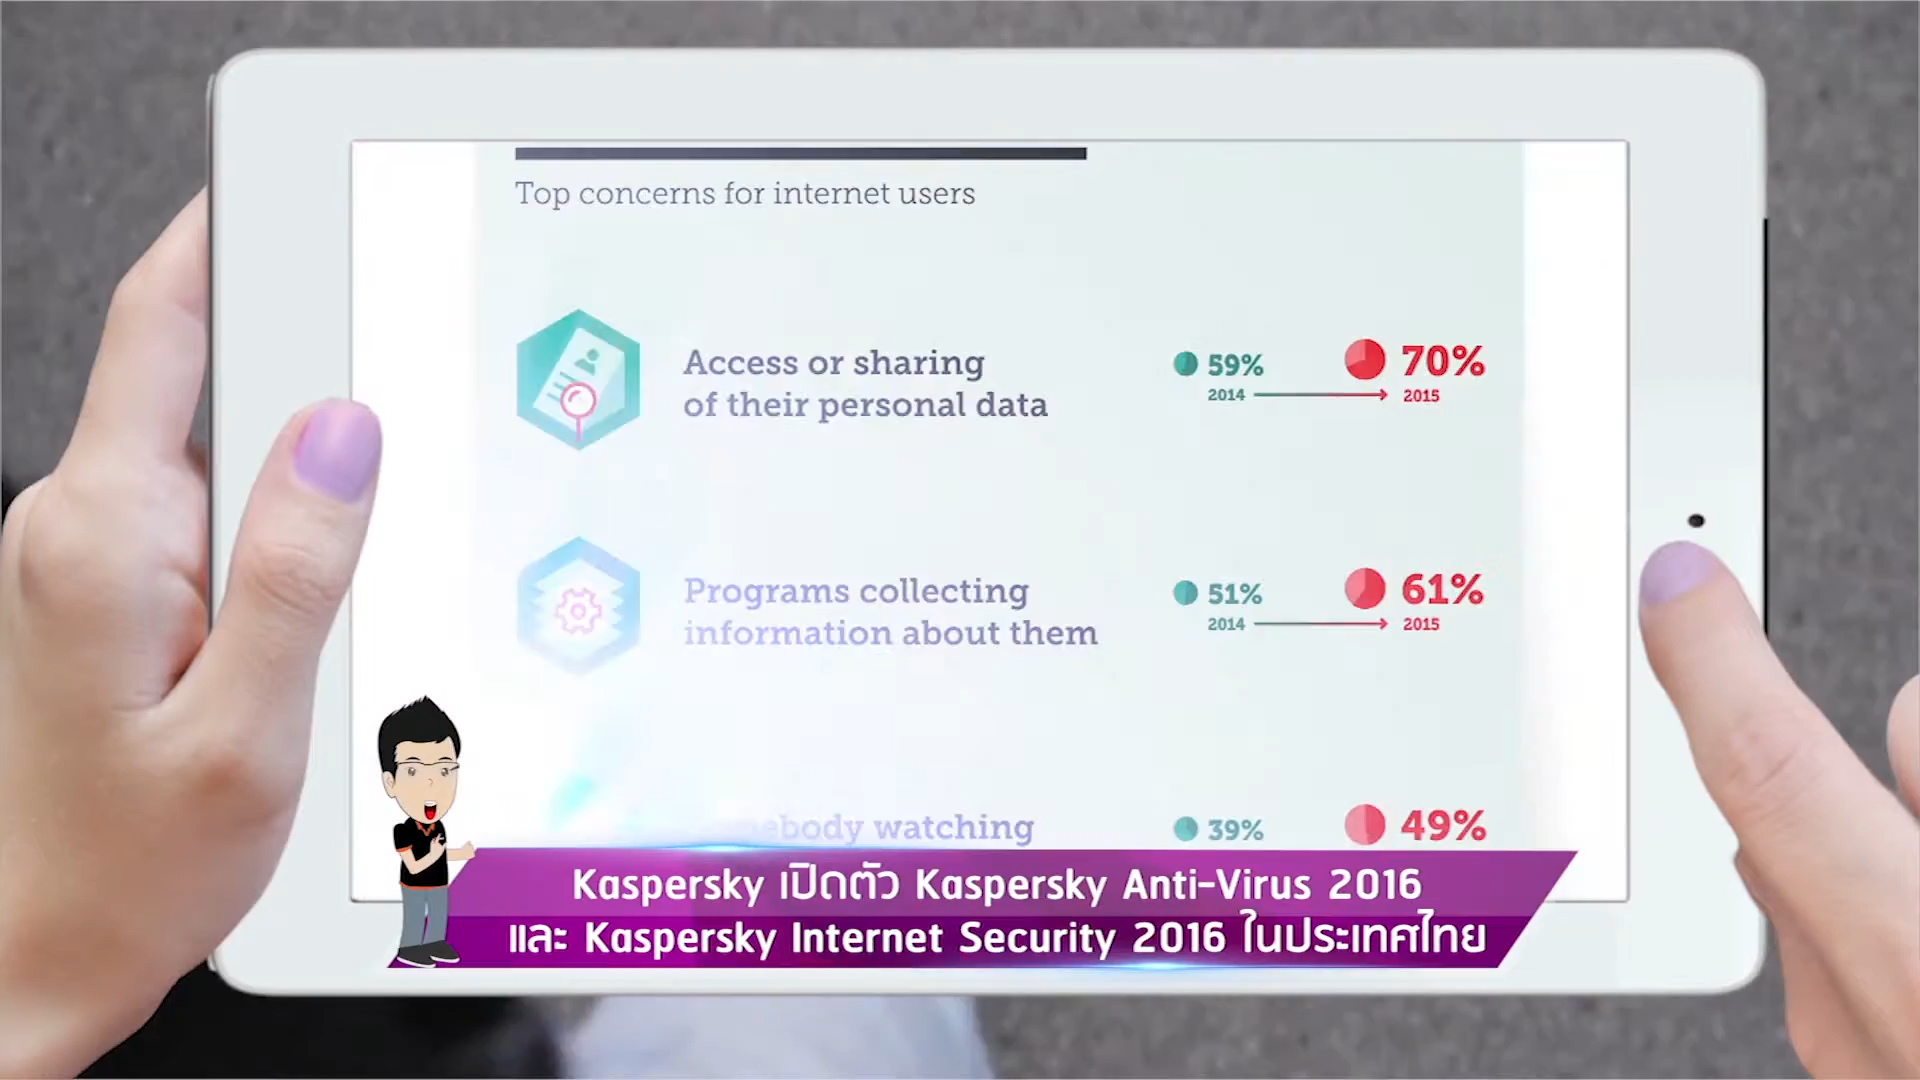 Top concerns for internet users
Access or sharing
of their personal data
59%
70%
2014
2015
Programs collecting
information about them
51%
61%
2014
2015
watching
39%
49%
Kaspersky เปิดตัว Kaspersky Anti-Virus 2016
และ Kaspersky Internet Security 2016 ในประเทศไทย